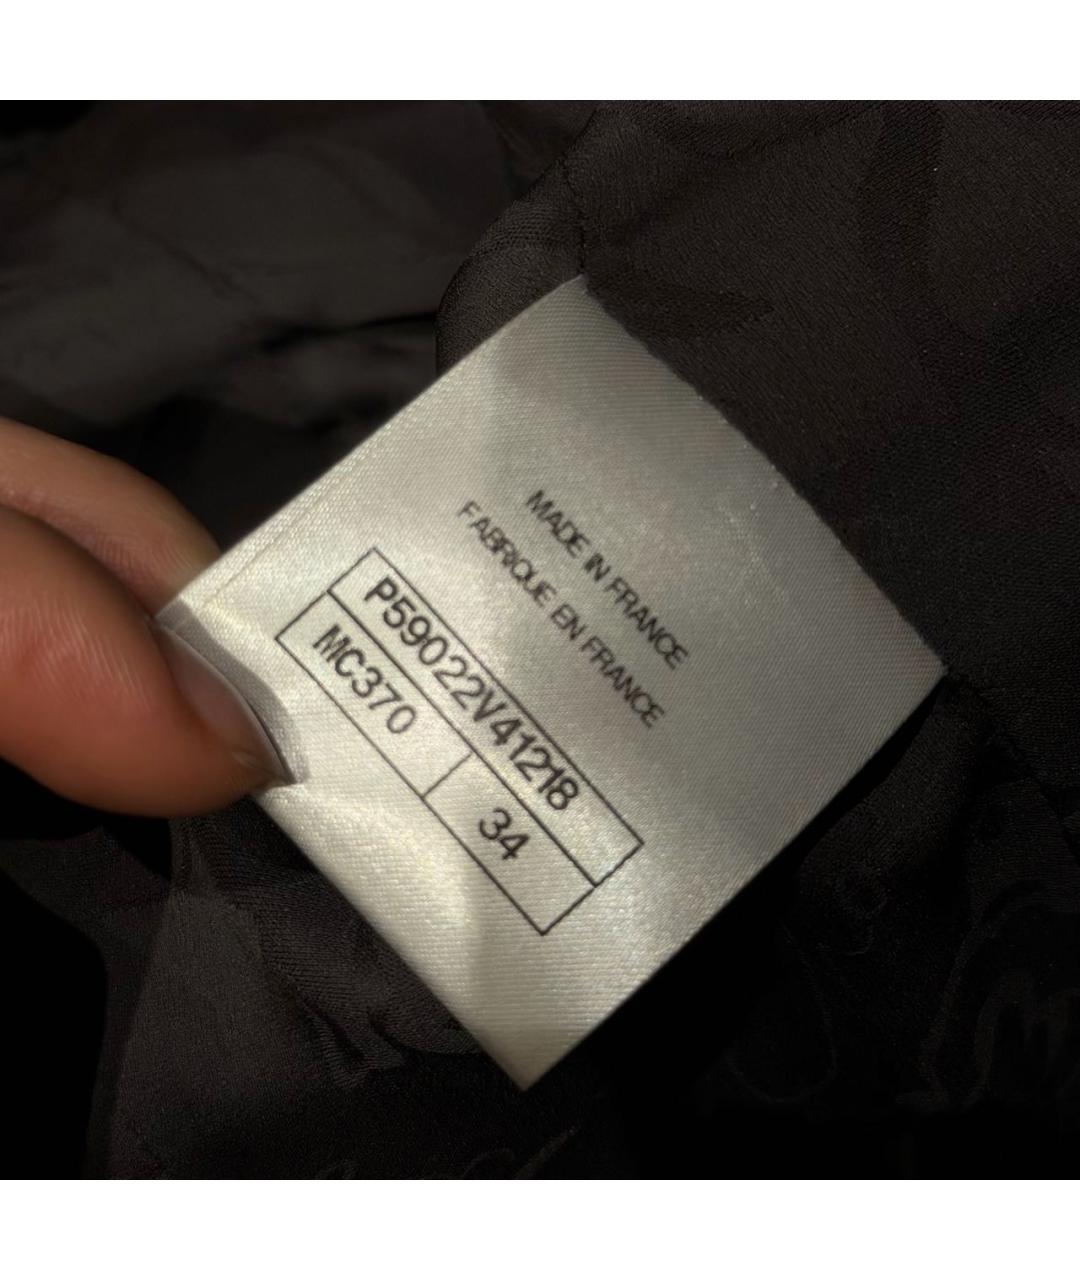 MADE IN FRANCE
FABRIQUE EN FRANCE
P59022V41218
MC370 34